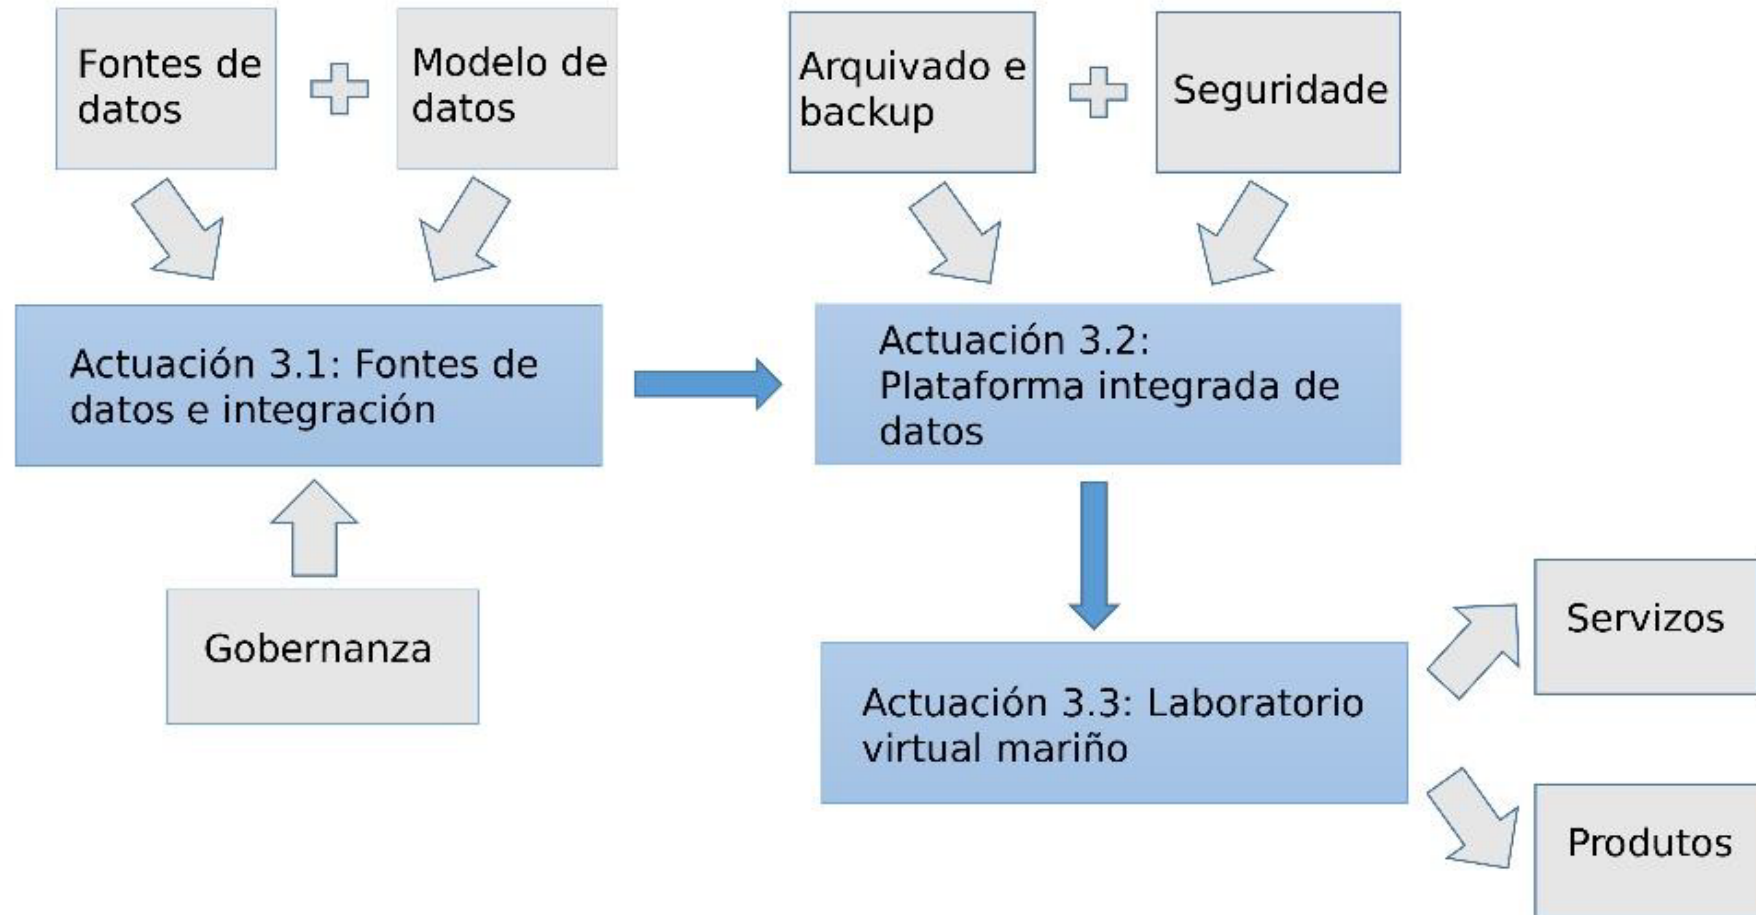 Fontes de
datos
Modelo de
datos
Arquivado e
backup
Seguridade
Actuación 3.1: Fontes de
datos e integración
Actuación 3.2:
Plataforma integrada de
datos
Gobernanza
Actuación 3.3: Laboratorio
virtual mariño
Servizos
Produtos